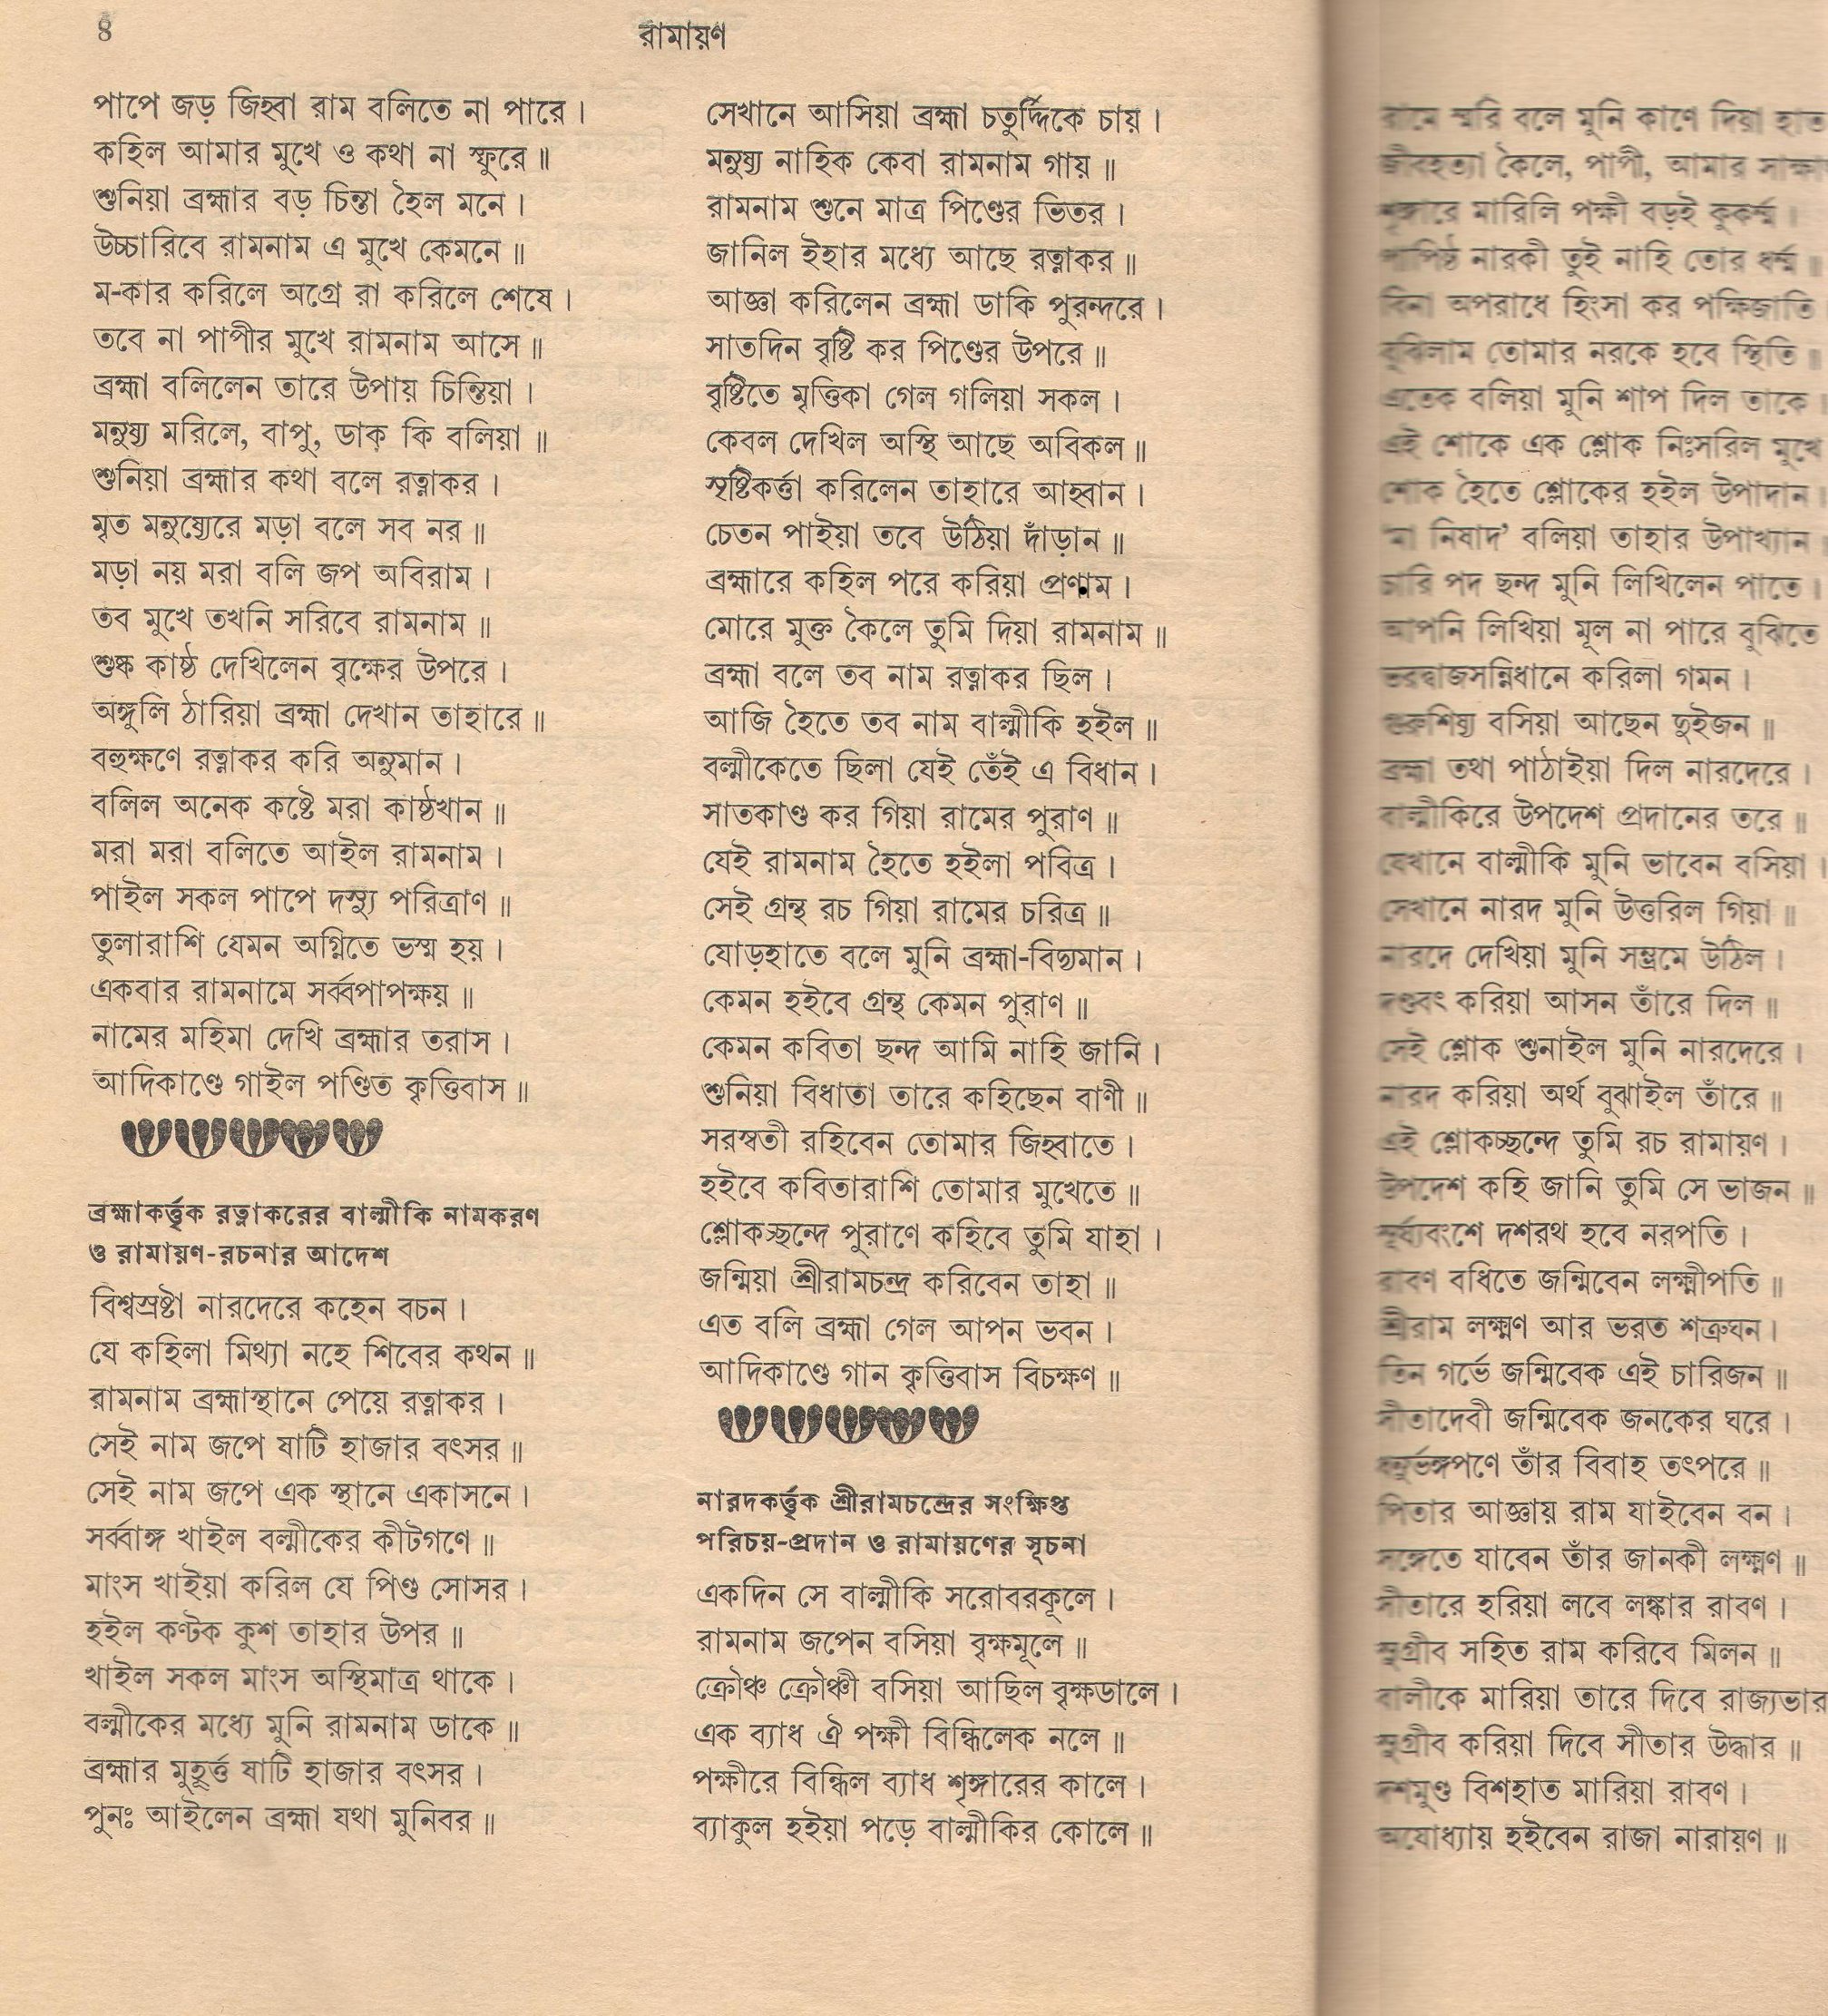 ৪
রামায়ণ
পাপে জড় জিহ্বা রাম বলিতে না পারে ।
কহিল আমার মুখে ও কথা না স্ফুরে ॥
শুনিয়া ব্রহ্মার বড় চিন্তা হৈল মনে ।
উচ্চারিবে রামনাম এ মুখে কেমনে ॥
ম-কার করিলে অগ্রে রা করিলে শেষে ।
তবে না পাপীর মুখে রামনাম আসে ॥
ব্রহ্মা বলিলেন তারে উপায় চিন্তিয়া ।
মনুষ্য মরিলে, বাপু, ডাক কি বলিয়া ॥
শুনিয়া ব্রহ্মার কথা বলে রত্নাকর ।
মৃত মনুষ্যেরে মড়া বলে সব নর ॥
মড়া নয় মরা বলি জপ অবিরাম ।
তব মুখে তখনি সরিবে রামনাম ॥
শুষ্ক কাষ্ঠ দেখিলেন বৃক্ষের উপরে ।
অঙ্গুলি ঠারিয়া ব্রহ্মা দেখান তাহারে ॥
বহুক্ষণে রত্নাকর করি অনুমান ।
বলিল অনেক কষ্টে মরা কাষ্ঠখান ॥
মরা মরা বলিতে আইল রামনাম ।
পাইল সকল পাপে দস্যু পরিত্রাণ ॥
তুলারাশি যেমন অগ্নিতে ভস্ম হয় ।
একবার রামনামে সর্ব্বপাপক্ষয় ॥
নামের মহিমা দেখি ব্রহ্মার তরাস ।
আদিকাণ্ডে গাইল পণ্ডিত কৃত্তিবাস ॥
ব্রহ্মাকর্ত্তৃক রত্নাকরের বাল্মীকি নামকরণ
ও রামায়ণ-রচনার আদেশ
বিশ্বস্রষ্টা নারদেরে কহেন বচন ।
যে কহিলা মিথ্যা নহে শিবের কথন ॥
রামনাম ব্রহ্মাস্থানে পেয়ে রত্নাকর ।
সেই নাম জপে ষাটি হাজার বৎসর ॥
সেই নাম জপে এক স্থানে একাসনে ।
সর্ব্বাঙ্গ খাইল বল্মীকের কীটগণে ॥
মাংস খাইয়া করিল যে পিণ্ড সোসর ।
হইল কণ্টক কুশ তাহার উপর ॥
খাইল সকল মাংস অস্থিমাত্র থাকে ।
বল্মীকের মধ্যে মুনি রামনাম ডাকে ॥
ব্রহ্মার মুহূর্ত্ত ষাটি হাজার বৎসর ।
পুনঃ আইলেন ব্রহ্মা যথা মুনিবর ॥
সেখানে আসিয়া ব্রহ্মা চতুর্দ্দিকে চায় ।
মনুষ্য নাহিক কেবা রামনাম গায় ॥
রামনাম শুনে মাত্র পিণ্ডের ভিতর ।
জানিল ইহার মধ্যে আছে রত্নাকর ॥
আজ্ঞা করিলেন ব্রহ্মা ডাকি পুরন্দরে ।
সাতদিন বৃষ্টি কর পিণ্ডের উপরে ॥
বৃষ্টিতে মৃত্তিকা গেল গলিয়া সকল ।
কেবল দেখিল অস্থি আছে অবিকল ॥
সৃষ্টিকর্ত্তা করিলেন তাহারে আহ্বান ।
চেতন পাইয়া তবে উঠিয়া দাঁড়ান ॥
ব্রহ্মারে কহিল পরে করিয়া প্রণাম ।
মোরে মুক্ত কৈলে তুমি দিয়া রামনাম ॥
ব্রহ্মা বলে তব নাম রত্নাকর ছিল ।
আজি হৈতে তব নাম বাল্মীকি হইল ॥
বল্মীকেতে ছিলা যেই তেঁই এ বিধান ।
সাতকাণ্ড কর গিয়া রামের পুরাণ ॥
যেই রামনাম হৈতে হইলা পবিত্র ।
সেই গ্রন্থ রচ গিয়া রামের চরিত্র ॥
যোড়হাতে বলে মুনি ব্রহ্মা-বিদ্যমান ।
কেমন হইবে গ্রন্থ কেমন পুরাণ ॥
কেমন কবিতা ছন্দ আমি নাহি জানি ।
শুনিয়া বিধাতা তারে কহিছেন বাণী ॥
সরস্বতী রহিবেন তোমার জিহ্বাতে ।
হইবে কবিতারাশি তোমার মুখেতে ॥
শ্লোকচ্ছন্দে পুরাণে কহিবে তুমি যাহা ।
জন্মিয়া শ্রীরামচন্দ্র করিবেন তাহা ॥
এত বলি ব্রহ্মা গেল আপন ভবন ।
আদিকাণ্ডে গান কৃত্তিবাস বিচক্ষণ ॥
নারদকর্ত্তৃক শ্রীরামচন্দ্রের সংক্ষিপ্ত
পরিচয়-প্রদান ও রামায়ণের সূচনা
একদিন সে বাল্মীকি সরোবরকূলে ।
রামনাম জপেন বসিয়া বৃক্ষমূলে ॥
ক্রৌঞ্চ ক্রৌঞ্চী বসিয়া আছিল বৃক্ষডালে ।
এক ব্যাধ ঐ পক্ষী বিন্ধিলেক নলে ॥
পক্ষীরে বিন্ধিল ব্যাধ শৃঙ্গারের কালে ।
ব্যাকুল হইয়া পড়ে বাল্মীকির কোলে ॥
রামে স্মরি বলে মুনি কাণে দিয়া হাত
জীবহত্যা কৈলে, পাপী, আমার
শৃঙ্গারে মারিলি পক্ষী বড়ই কুকর্ম্ম ।
পাপিষ্ঠ নারকী তুই নাহি তোর ধর্ম্ম ॥
বিনা অপরাধে হিংসা কর পক্ষিজাতি
বুঝিলাম তোমার নরকে হবে স্থিতি ॥
এতেক বলিয়া মুনি শাপ দিল তাকে ।
এই শোকে এক শ্লোক নিঃসরিল মুখে
শোক হৈতে শ্লোকের হইল উপাদান ।
'মা নিষাদ' বলিয়া তাহার উপাখ্যান
চারি পদ ছন্দ মুনি লিখিলেন পাতে ।
আপনি লিখিয়া মূল না পারে বুঝিতে
ভরদ্বাজসন্নিধানে করিলা গমন ।
গুরুশিষ্য বসিয়া আছেন দুইজন ॥
ব্রহ্মা তথা পাঠাইয়া দিল নারদেরে ।
বাল্মীকিরে উপদেশ প্রদানের তরে ॥
যেখানে বাল্মীকি মুনি ভাবেন বসিয়া ।
সেখানে নারদ মুনি উত্তরিল গিয়া ॥
নারদে দেখিয়া মুনি সম্ভ্রমে উঠিল ।
দণ্ডবৎ করিয়া আসন তাঁরে দিল ॥
সেই শ্লোক শুনাইল মুনি নারদেরে ।
নারদ করিয়া অর্থ বুঝাইল তাঁরে ॥
এই শ্লোকচ্ছন্দে তুমি রচ রামায়ণ ।
উপদেশ কহি জানি তুমি সে ভাজন ॥
সূর্য্যবংশে দশরথ হবে নরপতি ।
রাবণ বধিতে জন্মিবেন লক্ষ্মীপতি ॥
শ্রীরাম লক্ষ্মণ আর ভরত শত্রুঘন ।
তিন গর্ভে জন্মিবেক এই চারিজন ॥
সীতাদেবী জন্মিবেক জনকের ঘরে ।
ধনুর্ভঙ্গপণে তাঁর বিবাহ তৎপরে ॥
পিতার আজ্ঞায় রাম যাইবেন বন ।
সঙ্গেতে যাবেন তাঁর জানকী লক্ষ্মণ ॥
সীতারে হরিয়া লবে লঙ্কার রাবণ ।
সুগ্রীব সহিত রাম করিবে মিলন ॥
বালীকে মারিয়া তারে দিবে রাজ্যভার
সুগ্রীব করিয়া দিবে সীতার উদ্ধার ॥
দশমুণ্ড বিশহাত মারিয়া রাবণ ।
অযোধ্যায় হইবেন রাজা নারায়ণ ॥